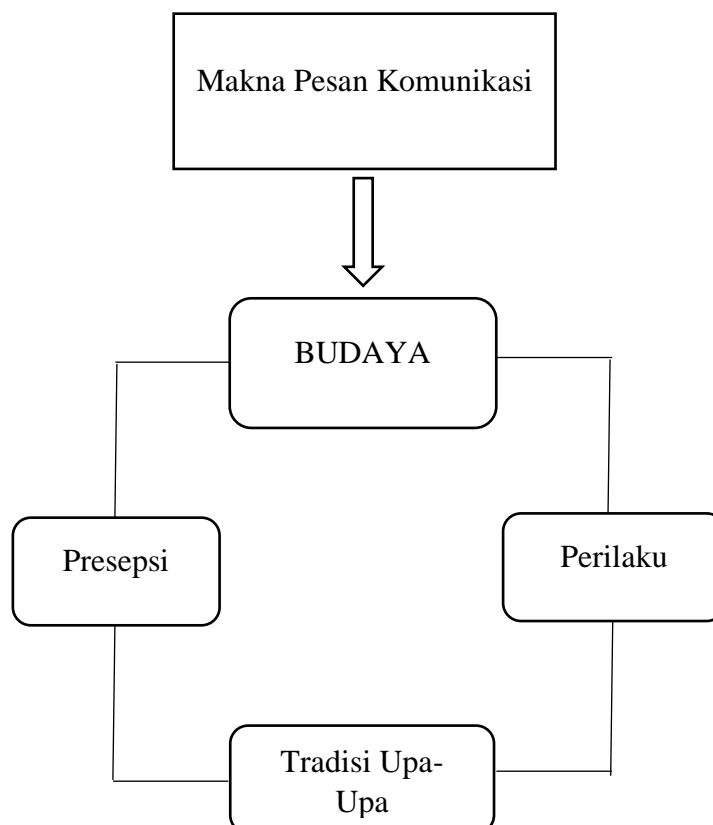 Makna Pesan Komunikasi
BUDAYA
Presepsi
Perilaku
Tradisi Upa-
Upa